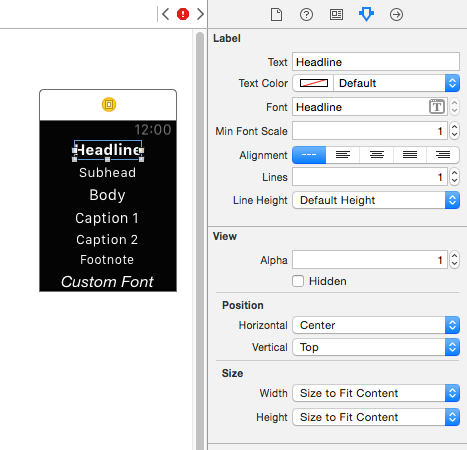 12:00
Headline
Subhead
Body
Caption 1
Caption 2
Footnote
Custom Font
Label
Text Headline
Text Color Default
Font Headline T
Min Font Scale 1
Alignment ---
Lines 1
Line Height Default Height
View
Alpha 1
Hidden
Position
Horizontal Center
Vertical Top
Size
Width Size to Fit Content
Height Size to Fit Content